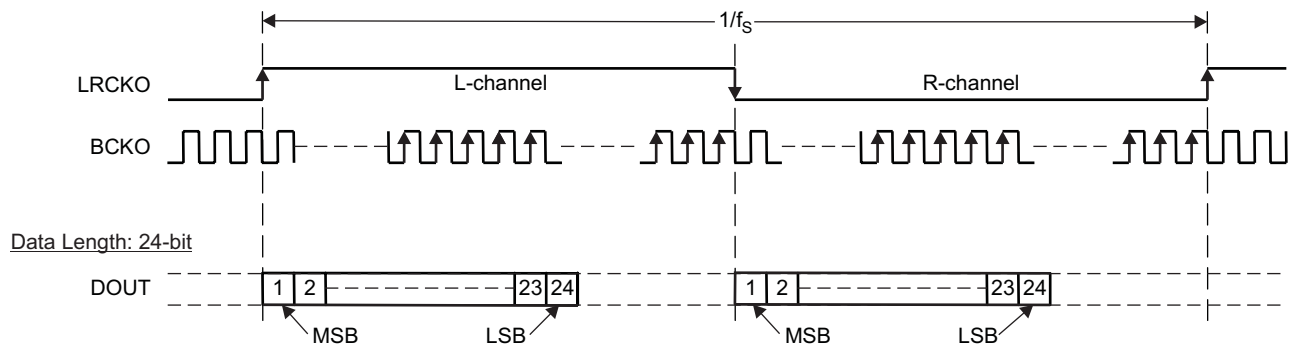 1/fS
LRCKO L-channel R-channel
BCKO
Data Length: 24-bit
DOUT 1 2 23 24 1 2 23 24
MSB LSB MSB LSB